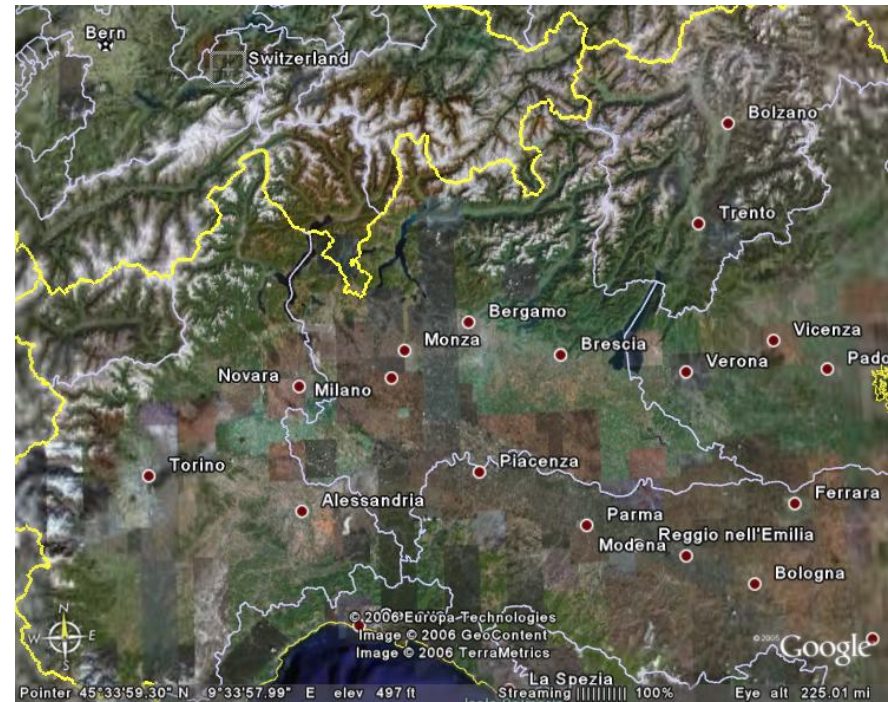 Bern
Switzerland
Bolzano
Trento
Bergamo
Monza
Brescia
Vicenza
Verona
Pado
Novara
Milano
Torino
Piacenza
Alessandria
Ferrara
Parma
Reggio nell'Emilia
Modena
Bologna
N
W E
S
© 2006 Europa Technologies
Image © 2006 GeoContent
Image © 2006 TerraMetrics
© 2005 Google
La Spezia
Pointer 45°33'59.30" N 9°33'57.99" E elev 497 ft Streaming |||||||||| 100% Eye alt 225.01 mi